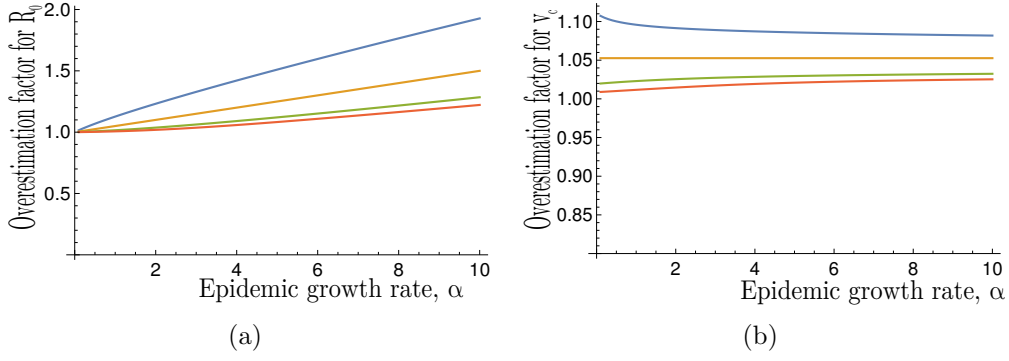 Overestimation factor for R₀
2.0
1.5
1.0
0.5
2 4 6 8 10
Epidemic growth rate, α
(a)
Overestimation factor for v_c
1.10
1.05
1.00
0.95
0.90
0.85
2 4 6 8 10
Epidemic growth rate, α
(b)